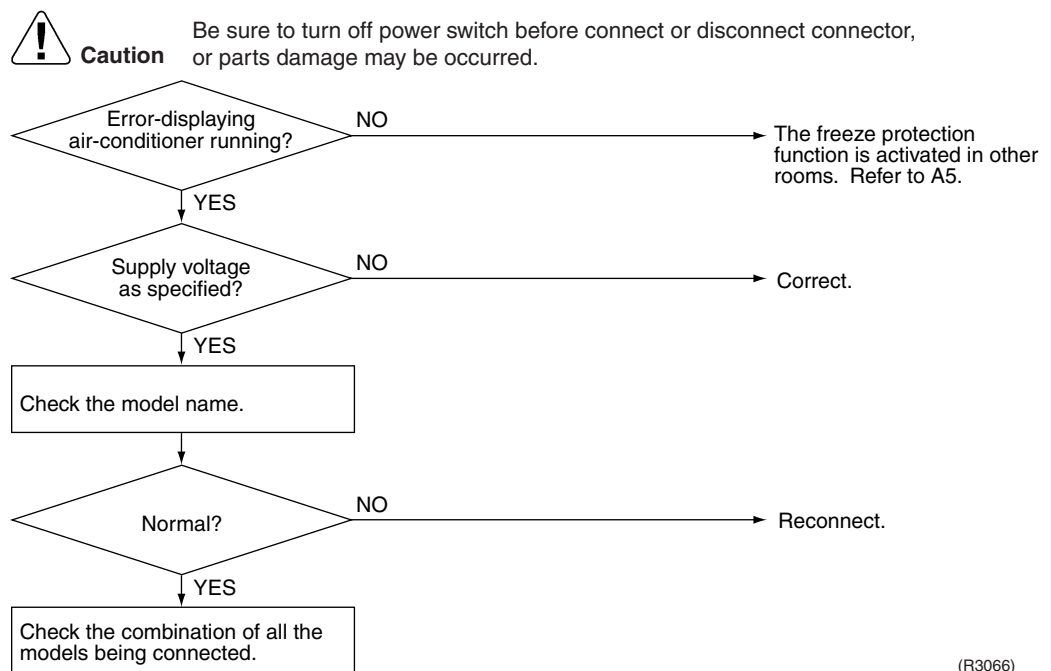 Be sure to turn off power switch before connect or disconnect connector,
Caution or parts damage may be occurred.
Error-displaying
air-conditioner running?
NO
The freeze protection
function is activated in other
rooms. Refer to A5.
YES
Supply voltage
as specified?
NO
Correct.
YES
Check the model name.
Normal?
NO
Reconnect.
YES
Check the combination of all the
models being connected.
(R3066)